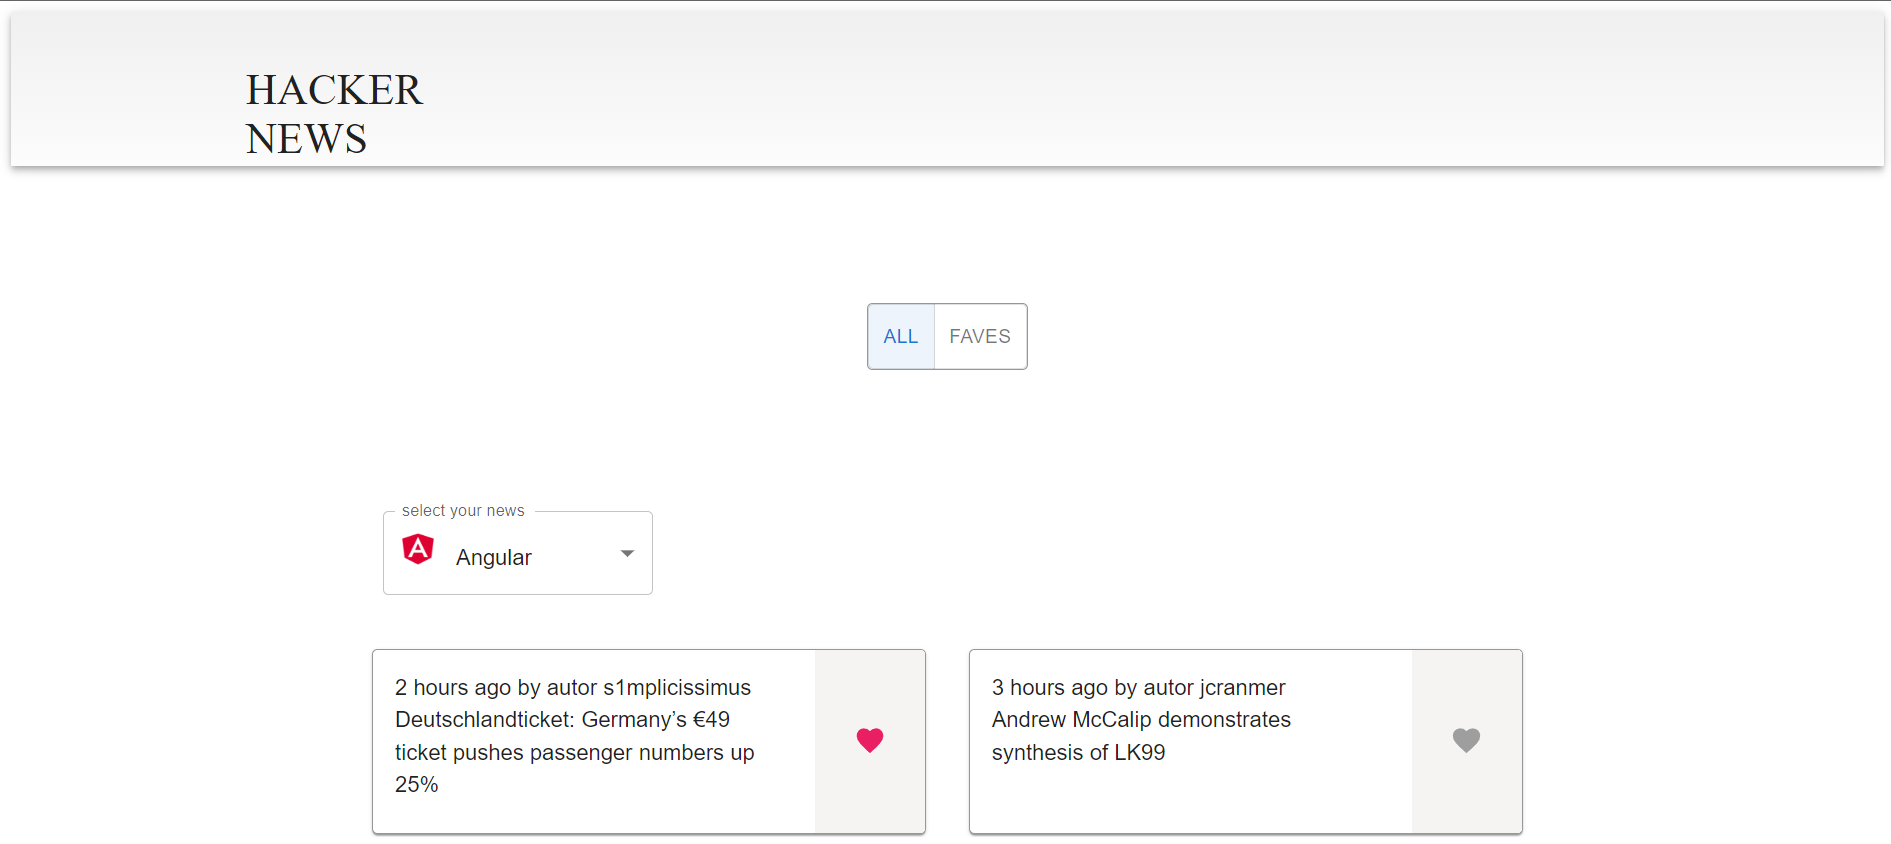 HACKER
NEWS
ALL
FAVES
select your news
A
Angular
2 hours ago by autor s1mplicissimus
Deutschlandticket: Germany’s €49
ticket pushes passenger numbers up
25%
3 hours ago by autor jcranmer
Andrew McCalip demonstrates
synthesis of LK99